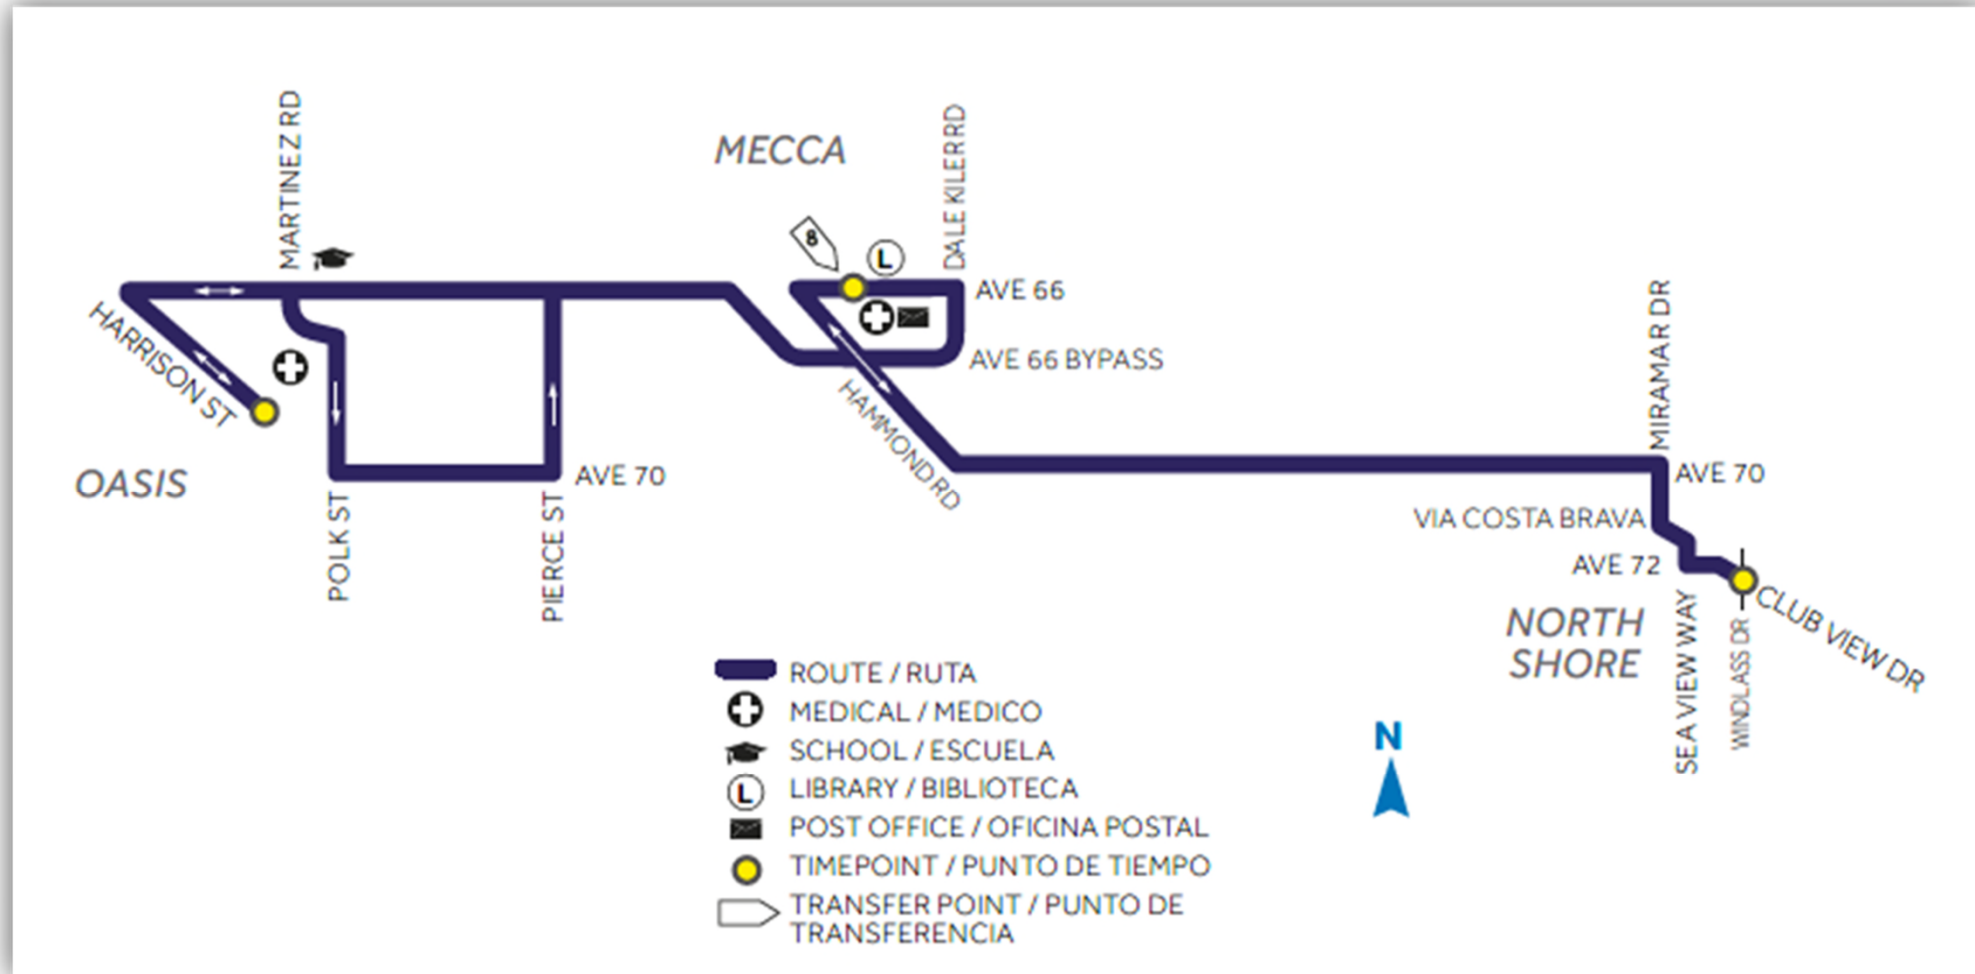 MARTINEZ RD
MECCA
DALE KILER RD
8
L
AVE 66
HARRISON ST
AVE 66 BYPASS
MIRAMAR DR
HAMMOND RD
OASIS
AVE 70
AVE 70
POLK ST
PIERCE ST
VIA COSTA BRAVA
AVE 72
CLUB VIEW DR
NORTH
SHORE
SEA VIEW WAY
WINDLASS DR
ROUTE / RUTA
MEDICAL / MEDICO
SCHOOL / ESCUELA
L LIBRARY / BIBLIOTECA
POST OFFICE / OFICINA POSTAL
TIMEPOINT / PUNTO DE TIEMPO
TRANSFER POINT / PUNTO DE
TRANSFERENCIA
N